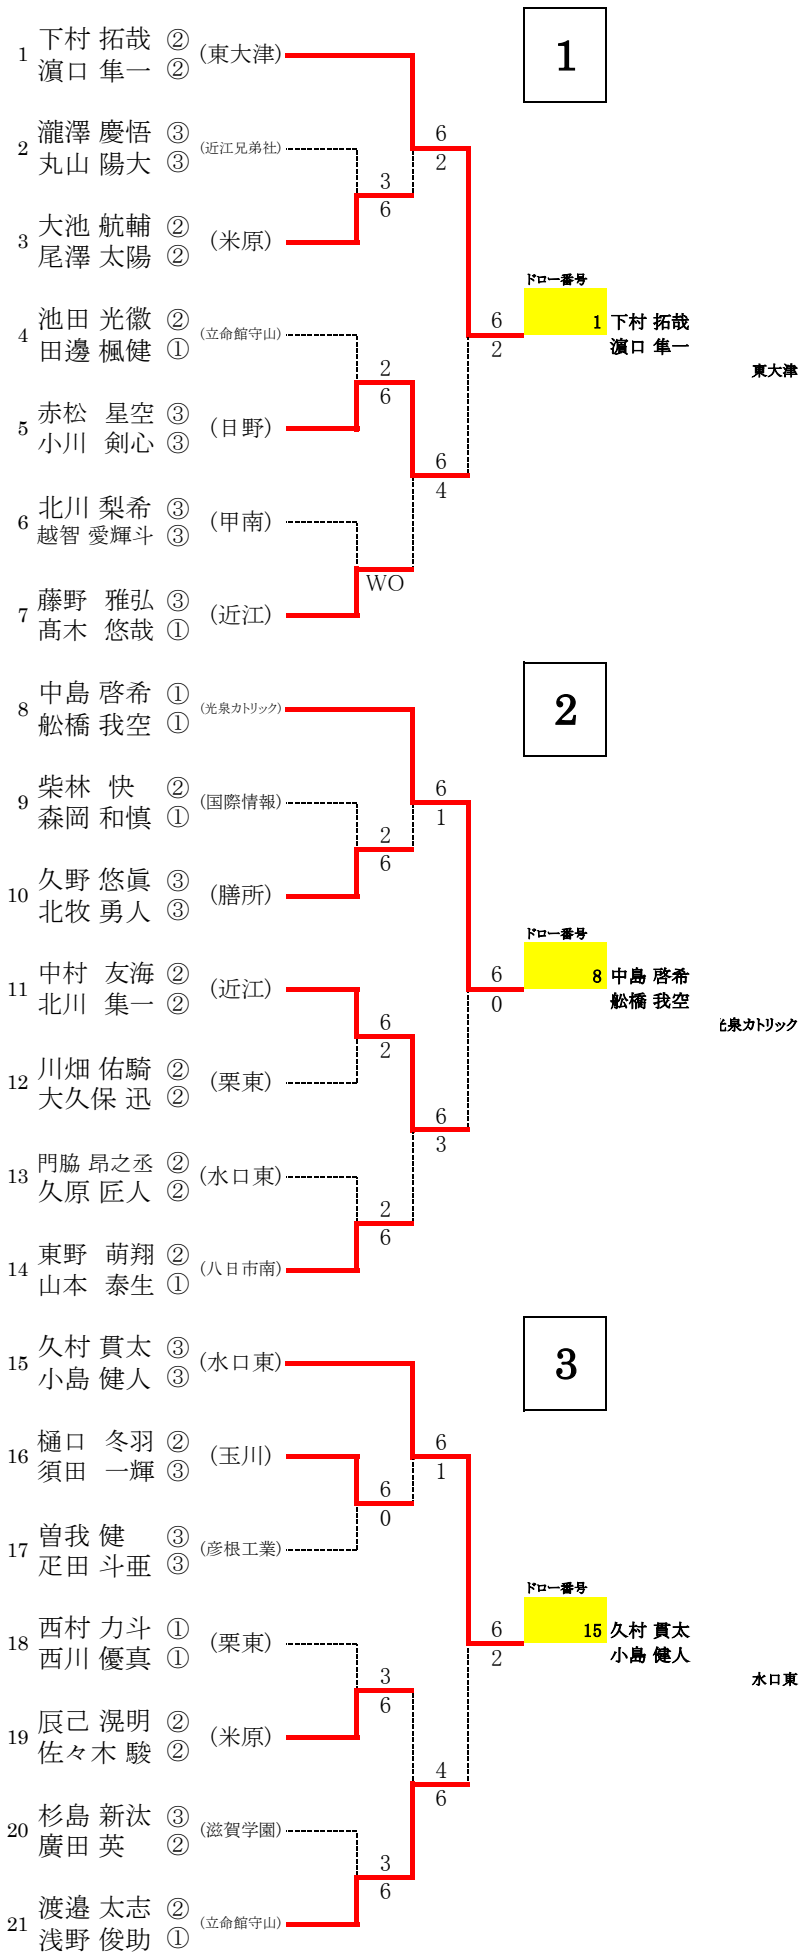 1
1 下村 拓哉 ② (東大津)
濵口 隼一 ②
6
2
2 瀧澤 慶悟 ③ (近江兄弟社)
丸山 陽大 ③
3
6
3 大池 航輔 ② (米原)
尾澤 太陽 ②
ドロー番号
6
2
1 下村 拓哉
濵口 隼一
東大津
4 池田 光徽 ② (立命館守山)
田邊 楓健 ①
2
6
5 赤松 星空 ③ (日野)
小川 剣心 ③
6
4
6 北川 梨希 ③ (甲南)
越智 愛輝斗 ③
WO
7 藤野 雅弘 ③ (近江)
髙木 悠哉 ①
2
8 中島 啓希 ① (光泉カトリック)
舩橋 我空 ①
6
1
9 柴林 快 ② (国際情報)
森岡 和慎 ①
2
6
10 久野 悠眞 ③ (膳所)
北牧 勇人 ③
ドロー番号
6
0
8 中島 啓希
舩橋 我空
光泉カトリック
11 中村 友海 ② (近江)
北川 隼一 ②
6
2
12 川畑 佑騎 ② (栗東)
大久保 迅 ②
6
3
13 門脇 昂之丞 ② (水口東)
久原 匠人 ②
2
6
14 東野 萌翔 ② (八日市南)
山本 泰生 ①
3
15 久村 貫太 ③ (水口東)
小島 健人 ③
6
1
16 樋口 冬羽 ② (玉川)
須田 一輝 ③
6
0
17 曽我 健 ③ (彦根工業)
疋田 斗亜 ③
ドロー番号
6
2
15 久村 貫太
小島 健人
水口東
18 西村 力斗 ① (栗東)
西川 優真 ①
3
6
19 辰己 滉明 ② (米原)
佐々木 駿 ②
4
6
20 杉島 新汰 ③ (滋賀学園)
廣田 英 ②
3
6
21 渡邉 太志 ② (立命館守山)
浅野 俊助 ①